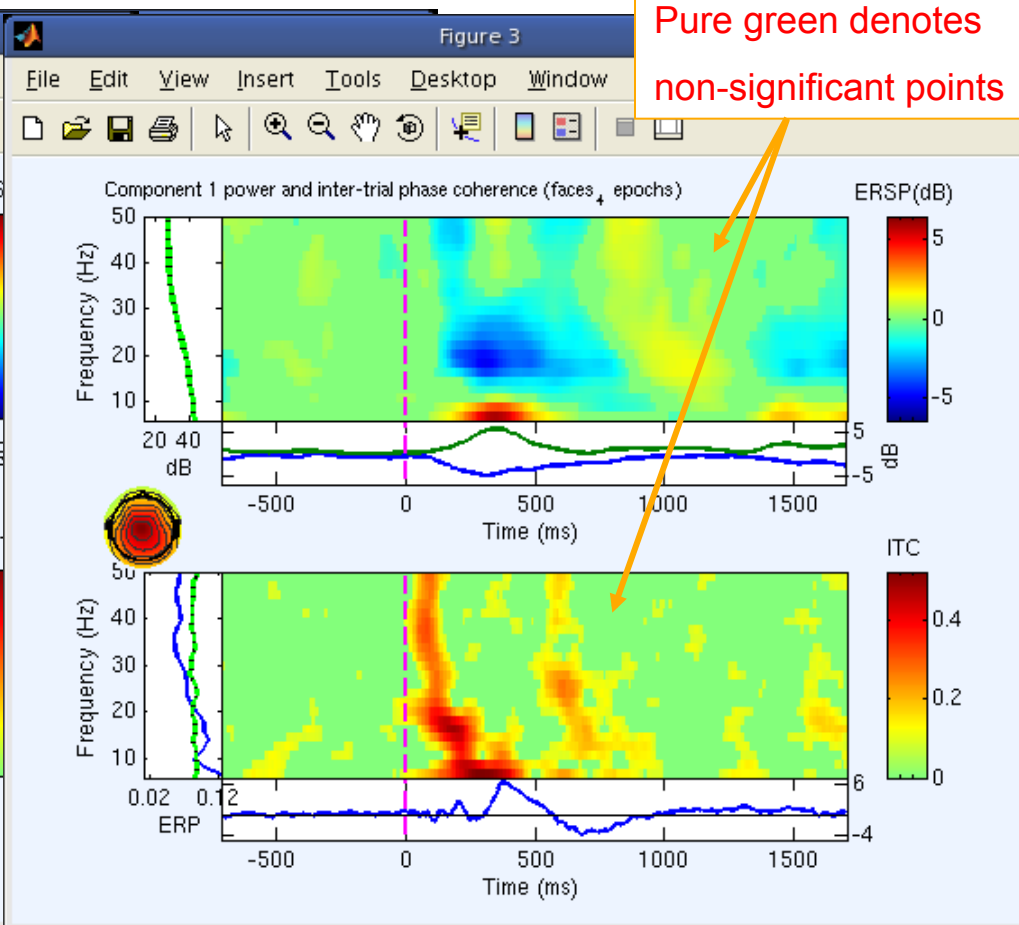 Pure green denotes
non-significant points
Figure 3
File Edit View Insert Tools Desktop Window
Component 1 power and inter-trial phase coherence (faces_4 epochs)
ERSP(dB)
50
40
30
20
10
Frequency (Hz)
5
0
-5
20 40
dB
5
-5
dB
-500 0 500 1000 1500
Time (ms)
ITC
50
40
30
20
10
Frequency (Hz)
0.4
0.2
0
0.02 0.12
ERP
6
-4
-500 0 500 1000 1500
Time (ms)